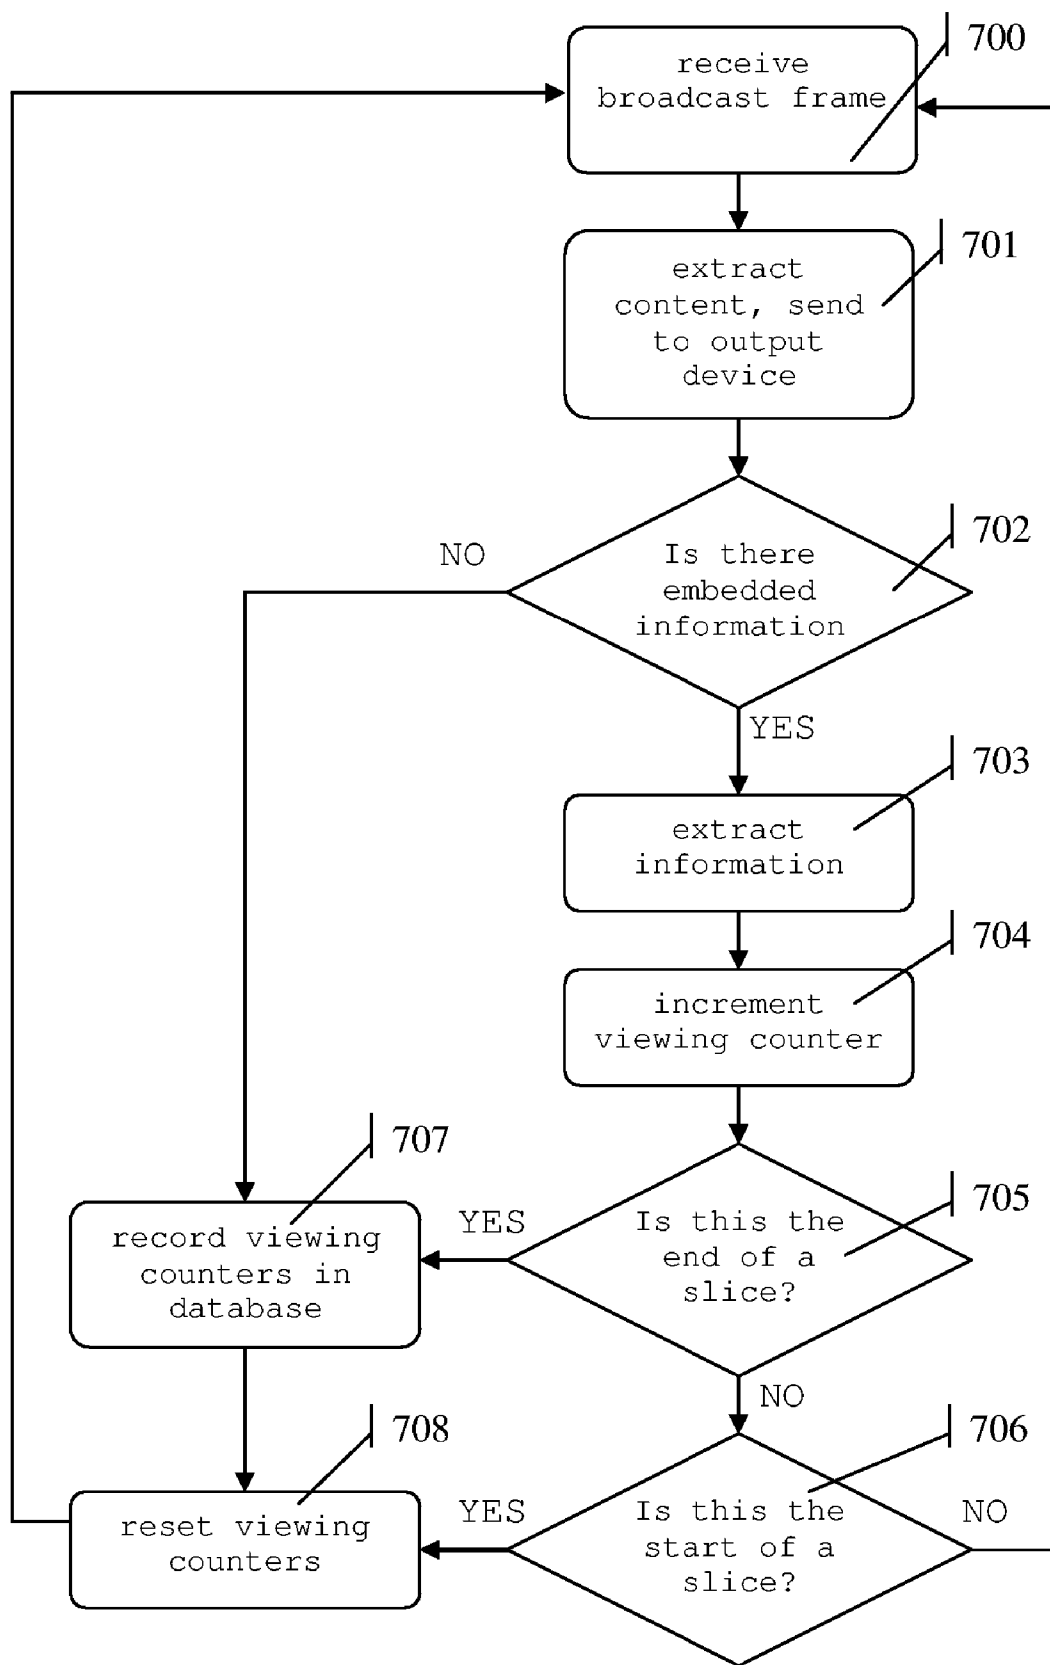 700
receive
broadcast frame
701
extract
content, send
to output
device
702
NO
Is there
embedded
information
YES
703
extract
information
704
increment
viewing counter
707
705
YES
Is this the
end of a
slice?
record viewing
counters in
database
NO
708
706
YES
Is this the
start of a
slice?
NO
reset viewing
counters